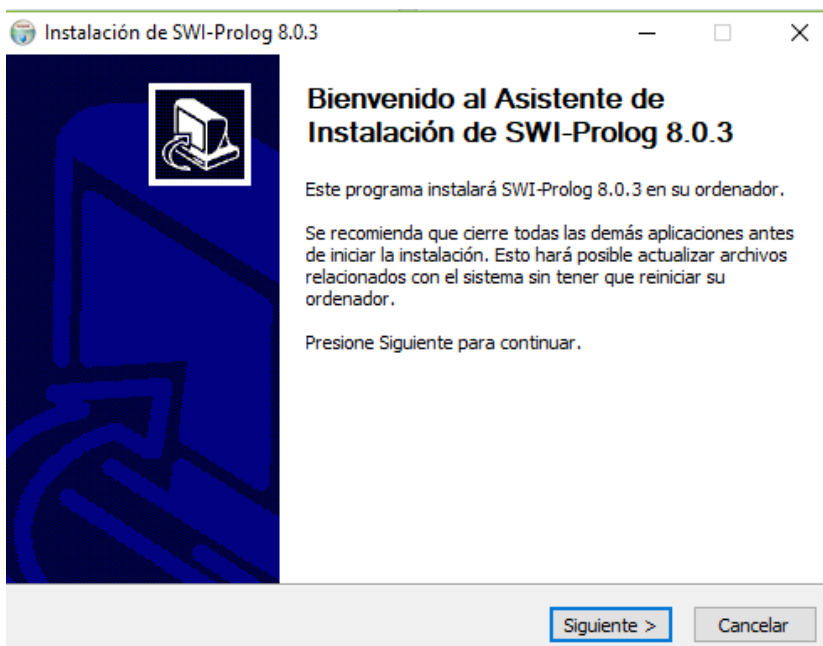 Instalación de SWI-Prolog 8.0.3
Bienvenido al Asistente de
Instalación de SWI-Prolog 8.0.3
Este programa instalará SWI-Prolog 8.0.3 en su ordenador.
Se recomienda que cierre todas las demás aplicaciones antes
de iniciar la instalación. Esto hará posible actualizar archivos
relacionados con el sistema sin tener que reiniciar su
ordenador.
Presione Siguiente para continuar.
Siguiente >
Cancelar